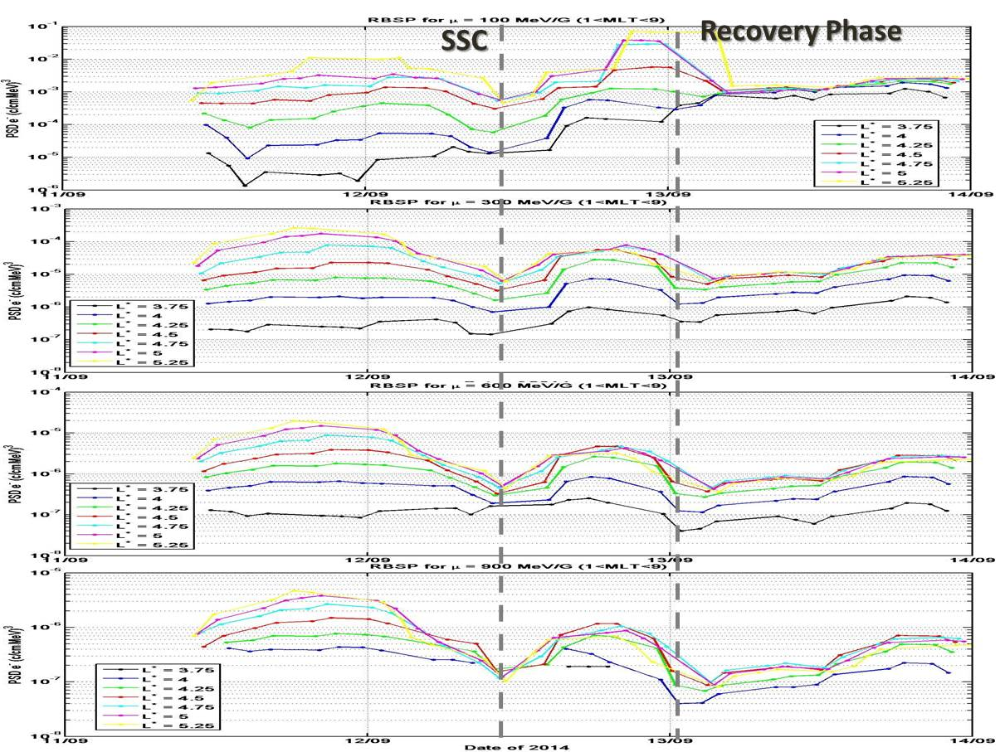 RBSP for μ = 100 MeV/G (1<MLT<9)
SSC
Recovery Phase
10⁻¹
10⁻²
10⁻³
10⁻⁴
10⁻⁵
10⁻⁶
PSD e⁻ (c/cmMeV)³
L* = 3.75
L* = 4
L* = 4.25
L* = 4.5
L* = 4.75
L* = 5
L* = 5.25
11/09 12/09 13/09 14/09
RBSP for μ = 300 MeV/G (1<MLT<9)
10⁻³
10⁻⁴
10⁻⁵
10⁻⁶
10⁻⁷
PSD e⁻ (c/cmMeV)³
L* = 3.75
L* = 4
L* = 4.25
L* = 4.5
L* = 4.75
L* = 5
L* = 5.25
11/09 12/09 13/09 14/09
RBSP for μ = 600 MeV/G (1<MLT<9)
10⁻⁴
10⁻⁵
10⁻⁶
10⁻⁷
PSD e⁻ (c/cmMeV)³
L* = 3.75
L* = 4
L* = 4.25
L* = 4.5
L* = 4.75
L* = 5
L* = 5.25
11/09 12/09 13/09 14/09
RBSP for μ = 900 MeV/G (1<MLT<9)
10⁻⁵
10⁻⁶
10⁻⁷
PSD e⁻ (c/cmMeV)³
L* = 3.75
L* = 4
L* = 4.25
L* = 4.5
L* = 4.75
L* = 5
L* = 5.25
11/09 12/09 13/09 14/09
Date of 2014